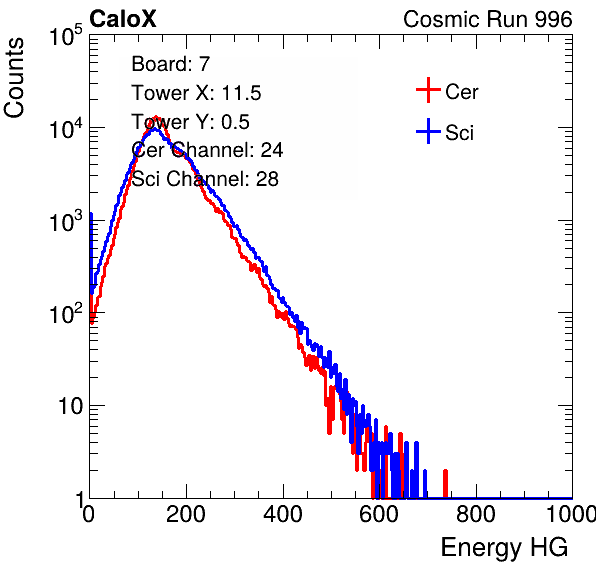 CaloX Cosmic Run 996
Counts
10^5
10^4
10^3
10^2
10
1
Board: 7
Tower X: 11.5
Tower Y: 0.5
Cer Channel: 24
Sci Channel: 28
Cer
Sci
0 200 400 600 800 1000
Energy HG